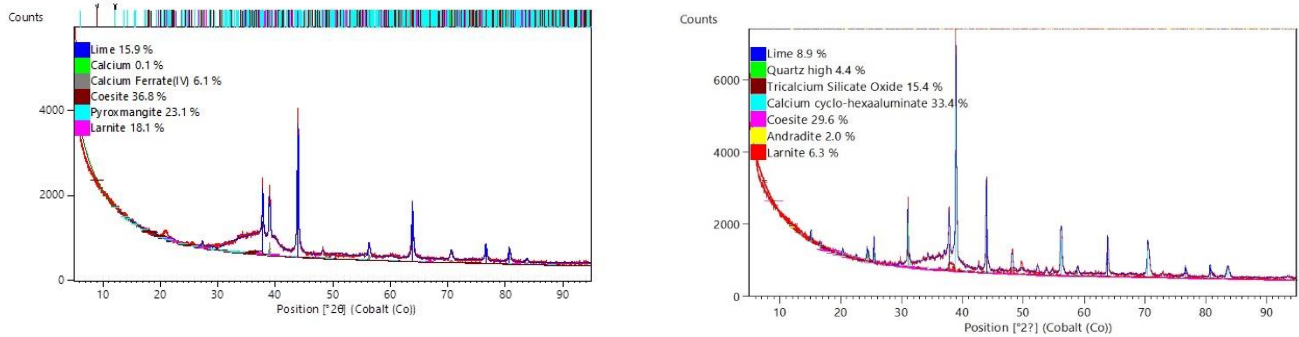 Counts
Lime 15.9 %
Calcium 0.1 %
Calcium Ferrate(IV) 6.1 %
Coesite 36.8 %
Pyroxmangite 23.1 %
Larnite 18.1 %
4000
2000
0
10 20 30 40 50 60 70 80 90
Position [°2θ] (Cobalt (Co))
Counts
Lime 8.9 %
Quartz high 4.4 %
Tricalcium Silicate Oxide 15.4 %
Calcium cyclo-hexaaluminate 33.4 %
Coesite 29.6 %
Andradite 2.0 %
Larnite 6.3 %
6000
4000
2000
0
10 20 30 40 50 60 70 80 90
Position [°2?] (Cobalt (Co))